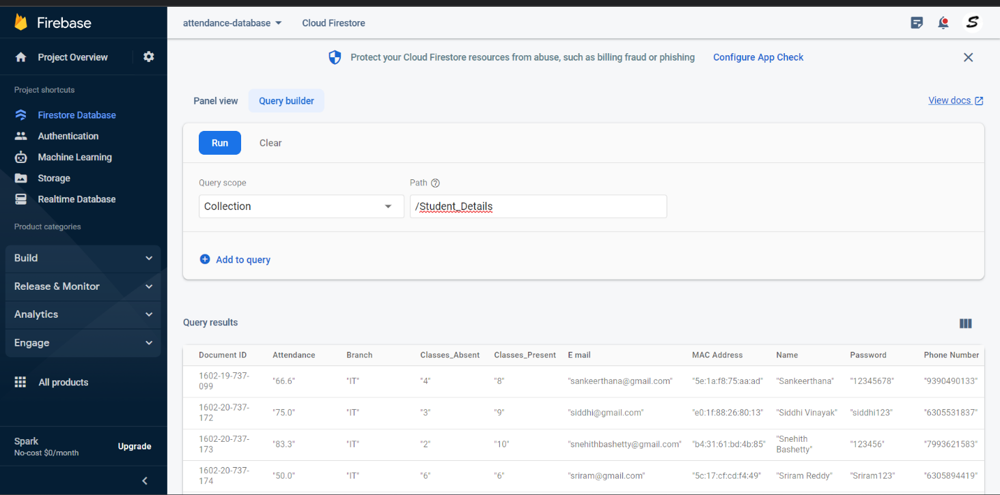 Firebase
attendance-database Cloud Firestore
Project Overview
Protect your Cloud Firestore resources from abuse, such as billing fraud or phishing Configure App Check
Project shortcuts
Firestore Database
Authentication
Machine Learning
Storage
Realtime Database
Product categories
Build
Release & Monitor
Analytics
Engage
All products
Spark
No-cost $0/month
Upgrade
Panel view Query builder View docs
Run Clear
Query scope Path
Collection /Student_Details
Add to query
Query results
Document ID Attendance Branch Classes_Absent Classes_Present E mail MAC Address Name Password Phone Number
1602-19-737-099 "66.6" "IT" "4" "8" "sankeerthana@gmail.com" "5e:1a:f8:75:aa:ad" "Sankeerthana" "12345678" "9390490133"
1602-20-737-172 "75.0" "IT" "3" "9" "siddhi@gmail.com" "e0:1f:88:26:80:13" "Siddhi Vinayak" "siddhi123" "6305531837"
1602-20-737-173 "83.3" "IT" "2" "10" "snehithbashetty@gmail.com" "b4:31:61:bd:4b:85" "Snehith Bashetty" "123456" "7993621583"
1602-20-737-174 "50.0" "IT" "6" "6" "sriram@gmail.com" "5c:17:cf:cd:f4:49" "Sriram Reddy" "Sriram123" "6305894419"